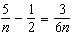 5/n - 1/2 = 3/6n